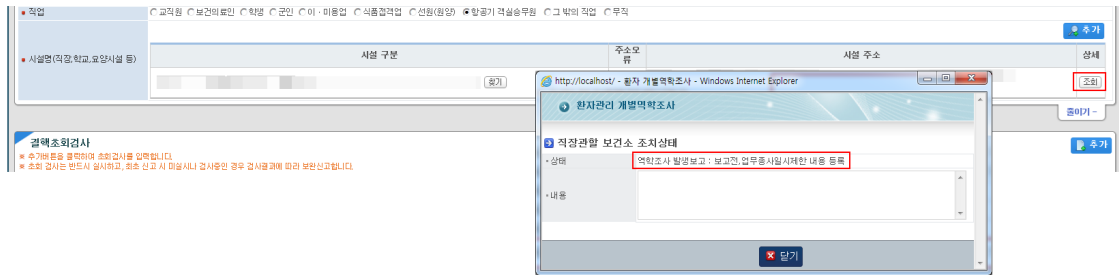 직업
교직원 보건의료인 학생 군인 이·미용업 식품접객업 선원(원양) 항공기 객실승무원 그 밖의 직업 무직
추가
시설명(직장,학교,요양시설 등)
시설 구분
주소오류
시설 주소
상세
찾기
조회
줄이기 -
http://localhost/ - 환자 개별역학조사 - Windows Internet Explorer
환자관리 개별역학조사
직장관할 보건소 조치상태
상태
역학조사 발생보고 : 보고전,업무종사일시제한 내용 등록
내용
닫기
결핵초회검사
※ 추가버튼을 클릭하여 초회검사를 입력합니다.
※ 초회 검사는 반드시 실시하고, 최초 신고 시 미실시나 검사중인 경우 검사결과에 따라 보완신고합니다.
추가